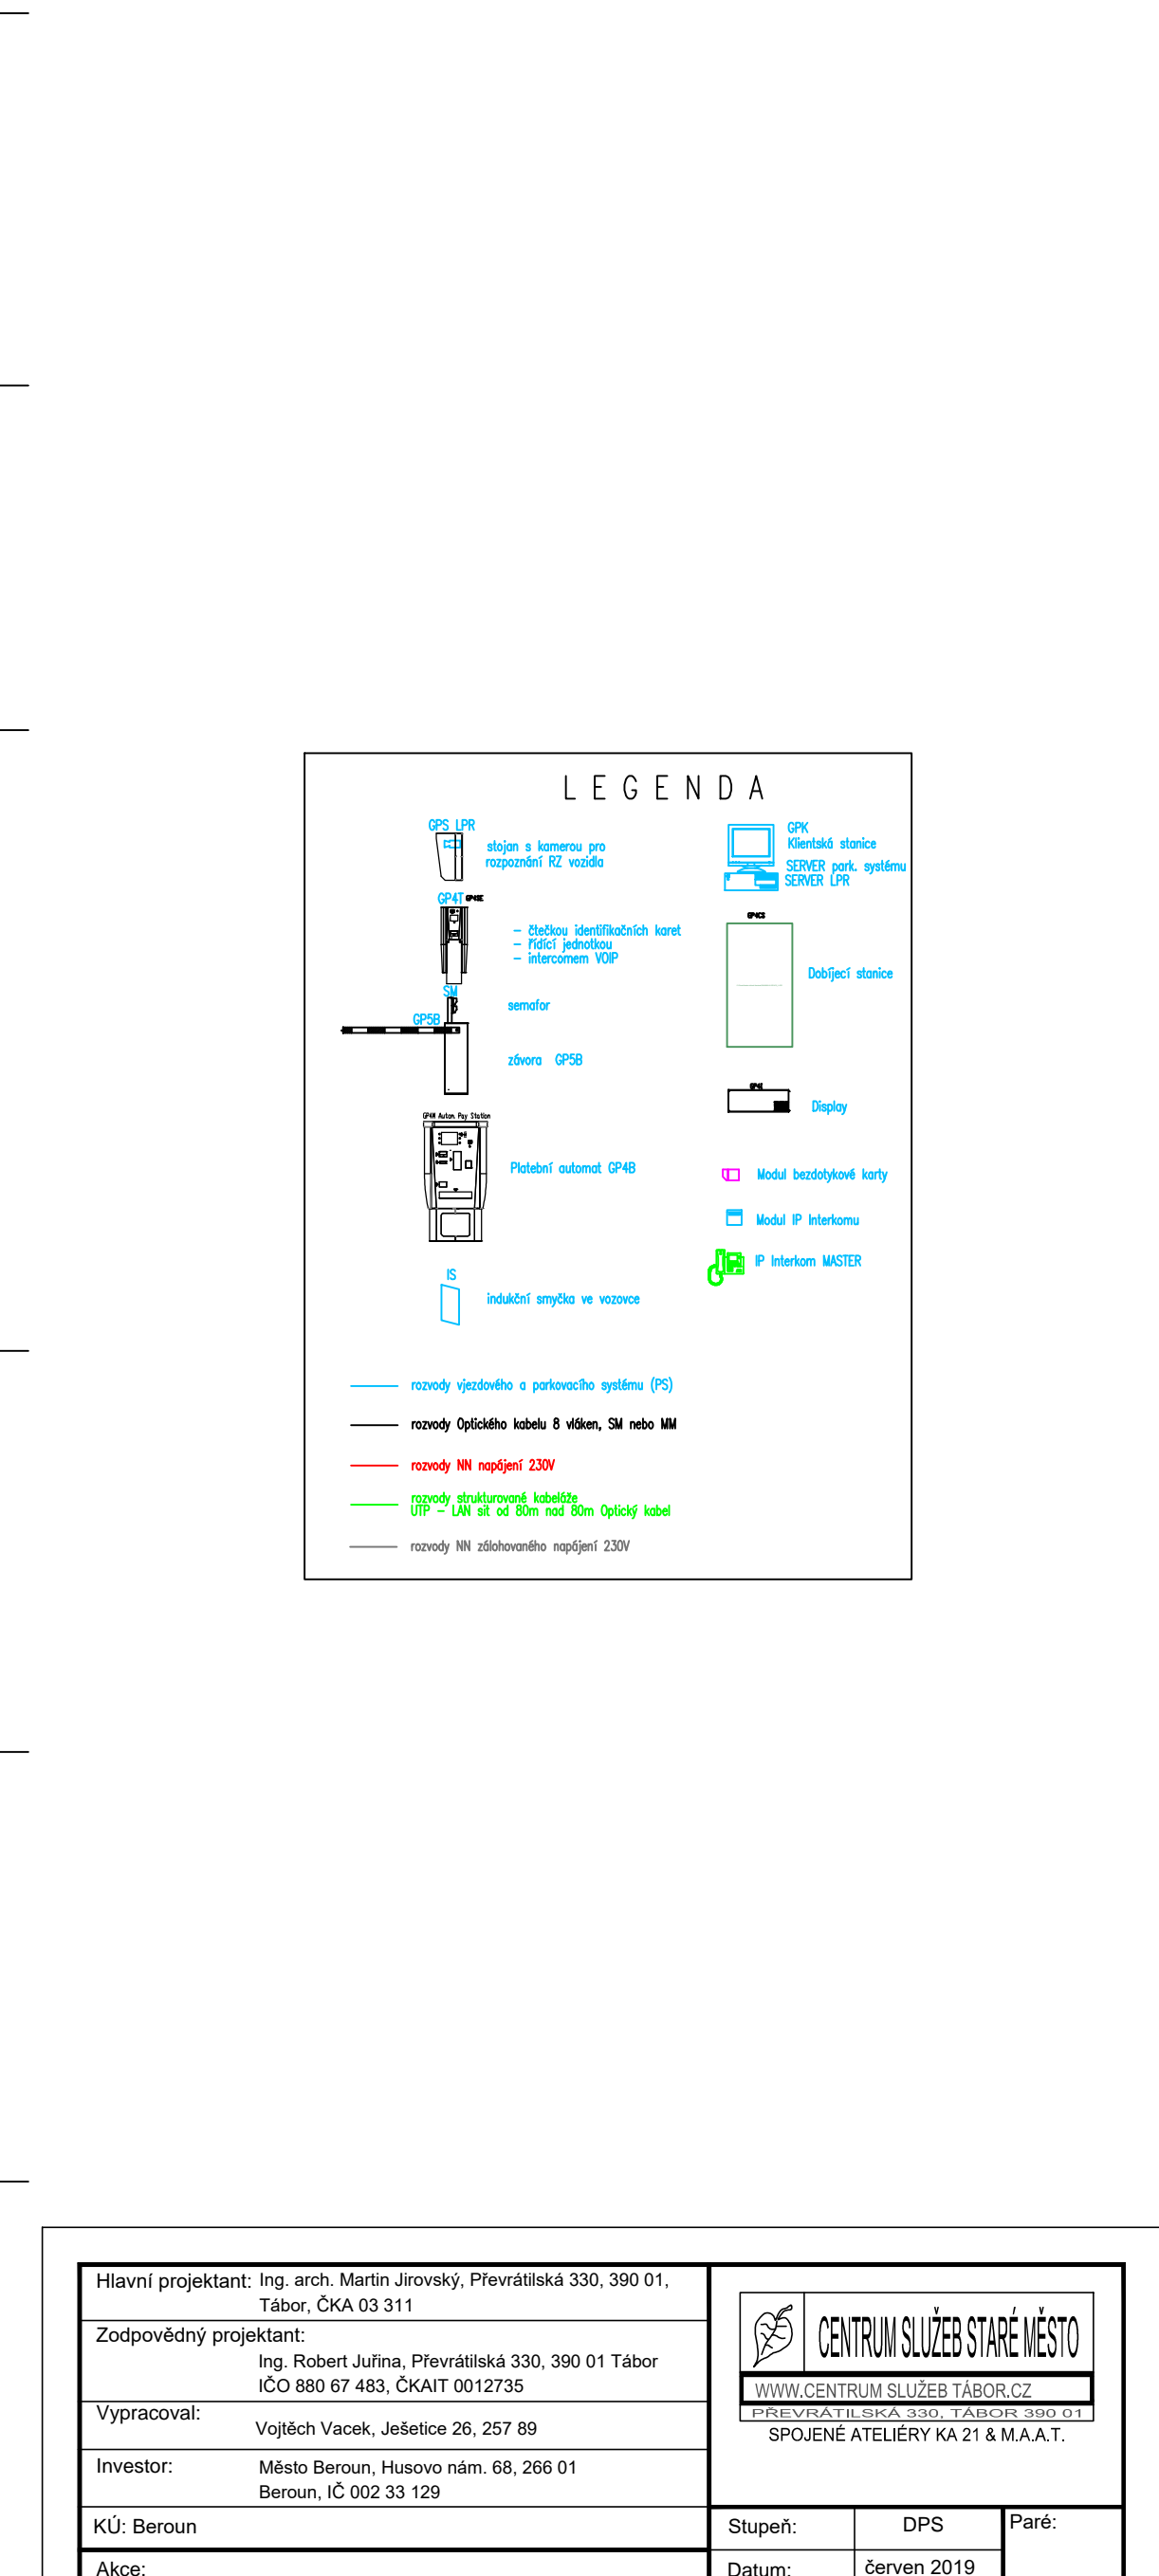 LEGENDA
GPS LPR
stojan s kamerou pro
rozpoznání RZ vozidla
GP4T GP4SE
– čtečkou identifikačních karet
– řídící jednotkou
– intercomem VOIP
SM
semafor
GP5B
závora GP5B
GP4M Autom. Pay Station
Platební automat GP4B
IS
indukční smyčka ve vozovce
GPK
Klientská stanice
SERVER park. systému
SERVER LPR
GP4CS
Dobíjecí stanice
Display
Modul bezdotykové karty
Modul IP Interkomu
IP Interkom MASTER
rozvody vjezdového a parkovacího systému (PS)
rozvody Optického kabelu 8 vláken, SM nebo MM
rozvody NN napájení 230V
rozvody strukturované kabeláže
UTP – LAN sit od 80m nad 80m Optický kabel
rozvody NN zálohovaného napájení 230V
Hlavní projektant: Ing. arch. Martin Jirovský, Převrátilská 330, 390 01,
Tábor, ČKA 03 311
Zodpovědný projektant:
Ing. Robert Juřina, Převrátilská 330, 390 01 Tábor
IČO 880 67 483, ČKAIT 0012735
Vypracoval:
Vojtěch Vacek, Ješetice 26, 257 89
Investor: Město Beroun, Husovo nám. 68, 266 01
Beroun, IČ 002 33 129
KÚ: Beroun
Akce:
CENTRUM SLUŽEB STARÉ MĚSTO
WWW.CENTRUM SLUŽEB TÁBOR.CZ
PŘEVRÁTILSKÁ 330, TÁBOR 390 01
SPOJENÉ ATELIÉRY KA 21 & M.A.A.T.
Stupeň: DPS
Paré:
Datum: červen 2019